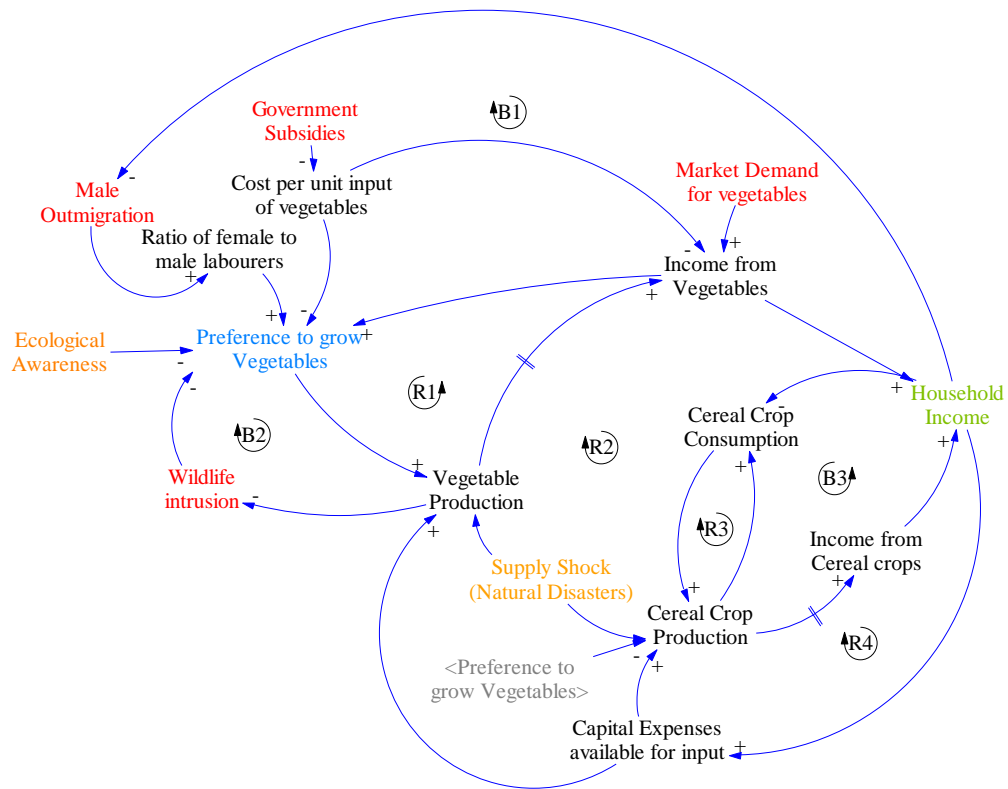 Government
Subsidies
B1
-
-
Cost per unit input
of vegetables
Market Demand
for vegetables
Male
Outmigration
Ratio of female to
male labourers
+
+
-
Income from
Vegetables
+
+
-
+
Ecological
Awareness
-
Preference to grow
Vegetables
-
R1
+
Household
Income
-
Cereal Crop
Consumption
B2
R2
+
+
+
Wildlife
intrusion
-
Vegetable
Production
B3
+
R3
Income from
Cereal crops
Supply Shock
(Natural Disasters)
+
+
Cereal Crop
Production
R4
-
+
<Preference to
grow Vegetables>
Capital Expenses
available for input
+